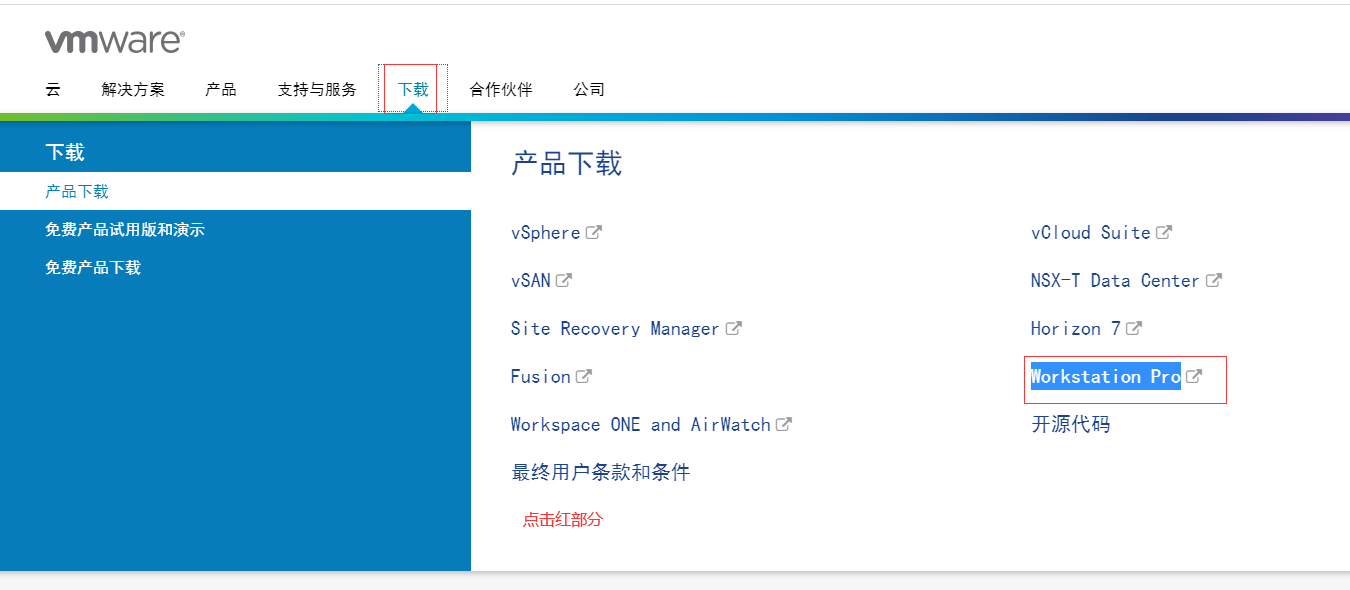 vmware®
云 解决方案 产品 支持与服务 下载 合作伙伴 公司
下载
产品下载
免费产品试用版和演示
免费产品下载
产品下载
vSphere
vCloud Suite
vSAN
NSX-T Data Center
Site Recovery Manager
Horizon 7
Fusion
Workstation Pro
Workspace ONE and AirWatch
开源代码
最终用户条款和条件
点击红部分